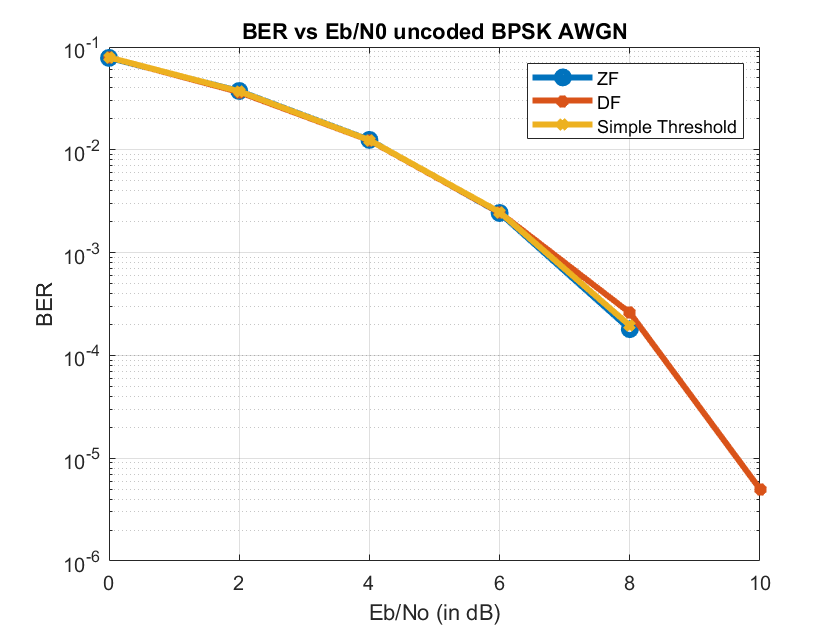 BER vs Eb/N0 uncoded BPSK AWGN
10^-1
10^-2
10^-3
10^-4
10^-5
10^-6
BER
ZF
DF
Simple Threshold
0 2 4 6 8 10
Eb/No (in dB)